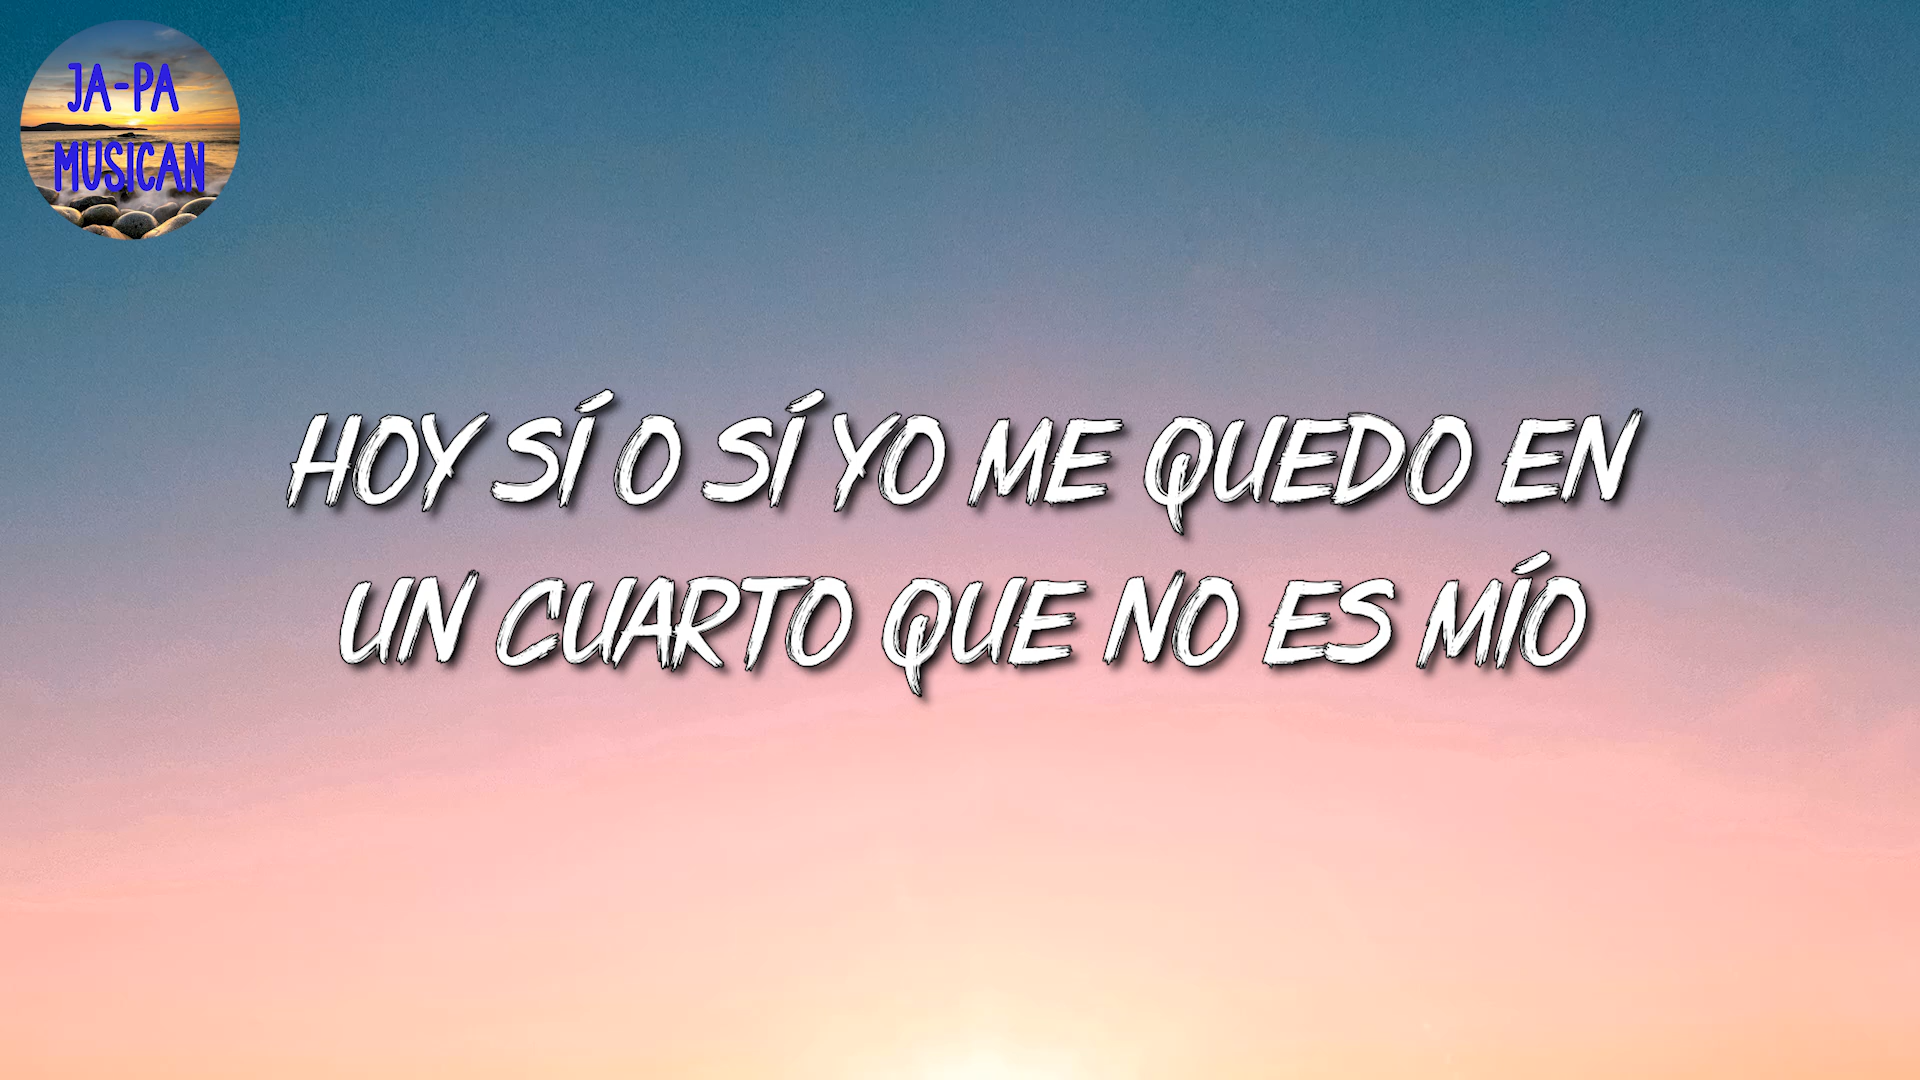 JA-PA
MUSICAN
HOY SÍ O SÍ YO ME QUEDO EN
UN CUARTO QUE NO ES MÍO